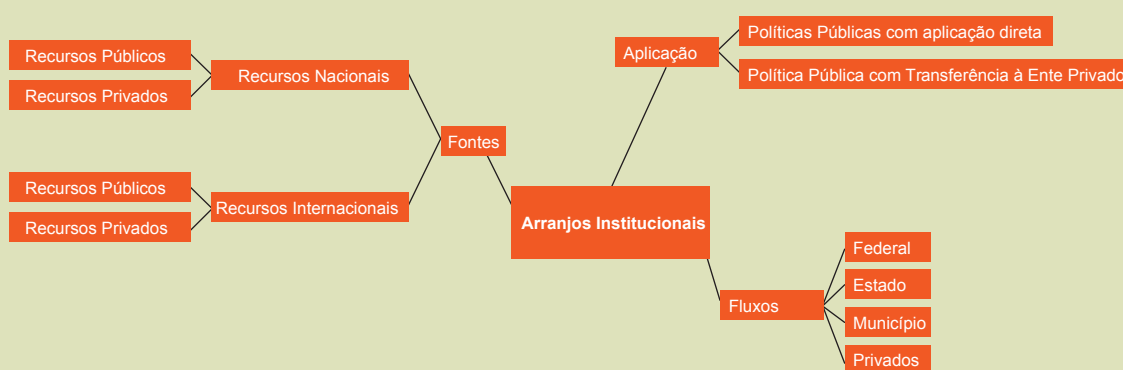 Recursos Públicos
Recursos Privados
Recursos Nacionais
Recursos Públicos
Recursos Privados
Recursos Internacionais
Fontes
Arranjos Institucionais
Aplicação
Políticas Públicas com aplicação direta
Política Pública com Transferência à Ente Privado
Fluxos
Federal
Estado
Município
Privados